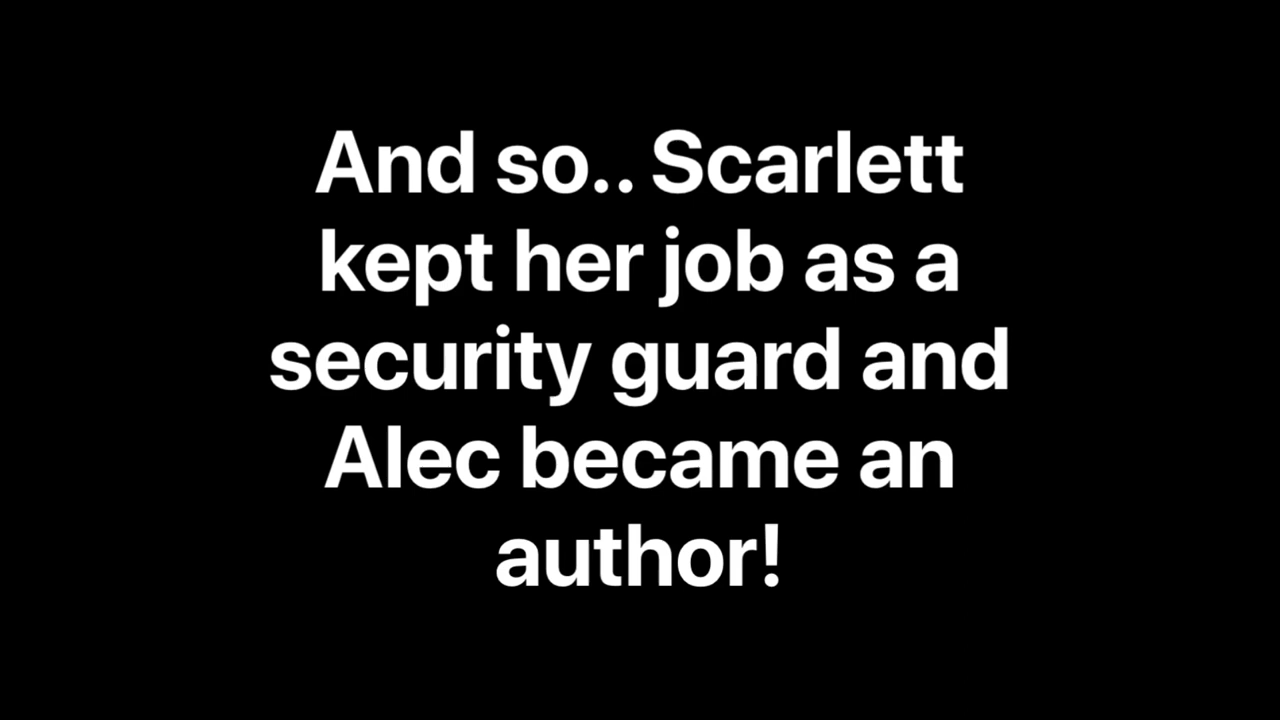 And so.. Scarlett
kept her job as a
security guard and
Alec became an
author!